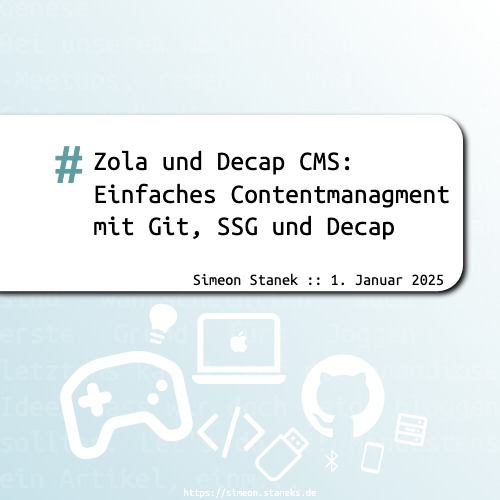 # Zola und Decap CMS:
Einfaches Contentmanagment
mit Git, SSG und Decap
Simeon Stanek :: 1. Januar 2025
https://simeon.staneks.de